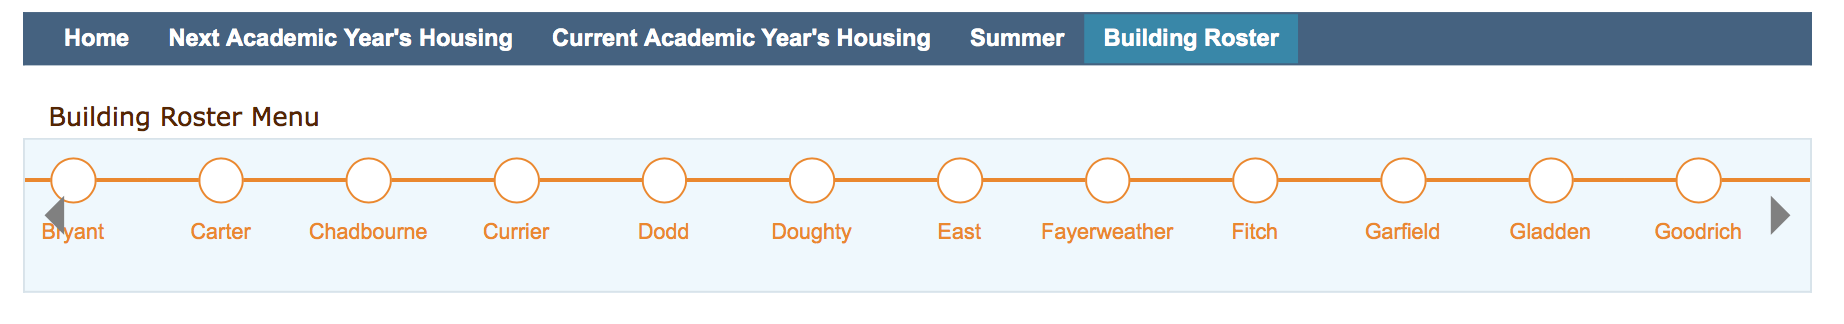 Home Next Academic Year's Housing Current Academic Year's Housing Summer Building Roster
Building Roster Menu
Bryant Carter Chadbourne Currier Dodd Doughty East Fayerweather Fitch Garfield Gladden Goodrich